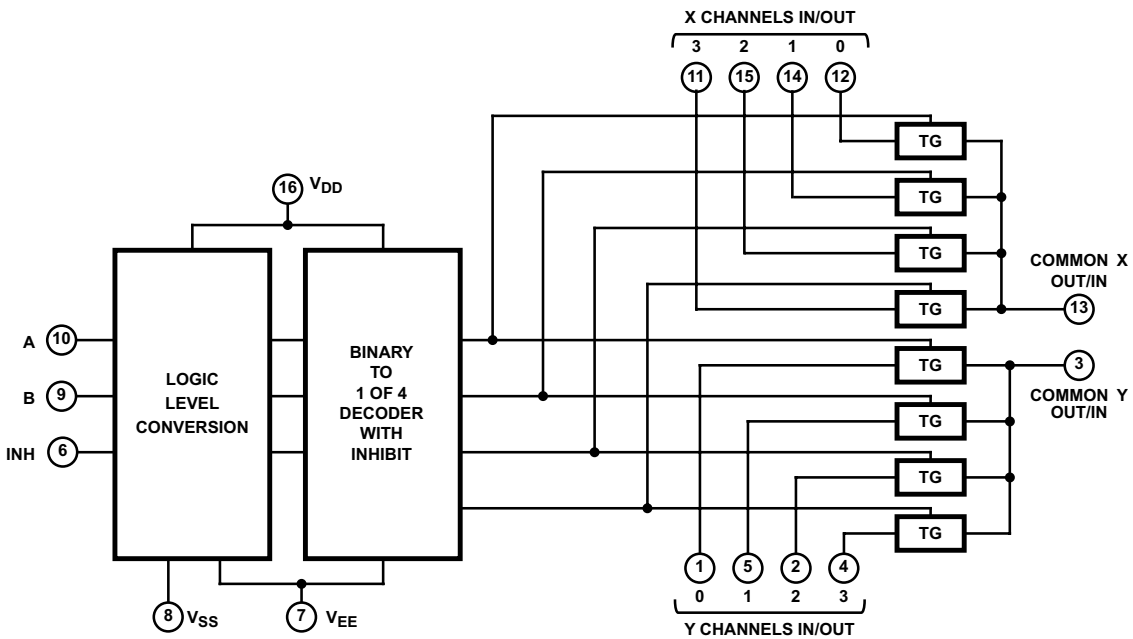 X CHANNELS IN/OUT
3 2 1 0
11 15 14 12
TG
TG
TG
TG
COMMON X
OUT/IN
13
16 VDD
A 10
B 9
INH 6
LOGIC
LEVEL
CONVERSION
BINARY
TO
1 OF 4
DECODER
WITH
INHIBIT
TG
TG
TG
TG
3
COMMON Y
OUT/IN
8 VSS
7 VEE
1 5 2 4
0 1 2 3
Y CHANNELS IN/OUT